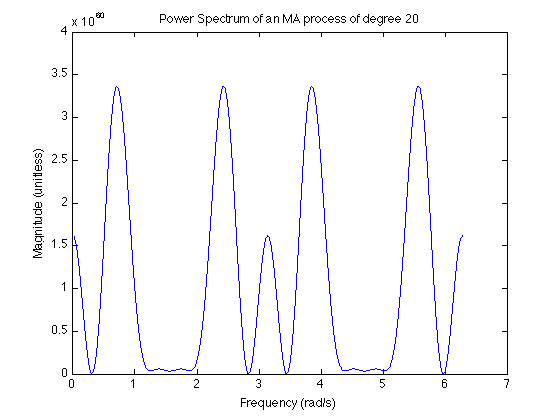 Power Spectrum of an MA process of degree 20
x 10^60
4
3.5
3
2.5
2
1.5
1
0.5
0
Magnitude (unitless)
0 1 2 3 4 5 6 7
Frequency (rad/s)